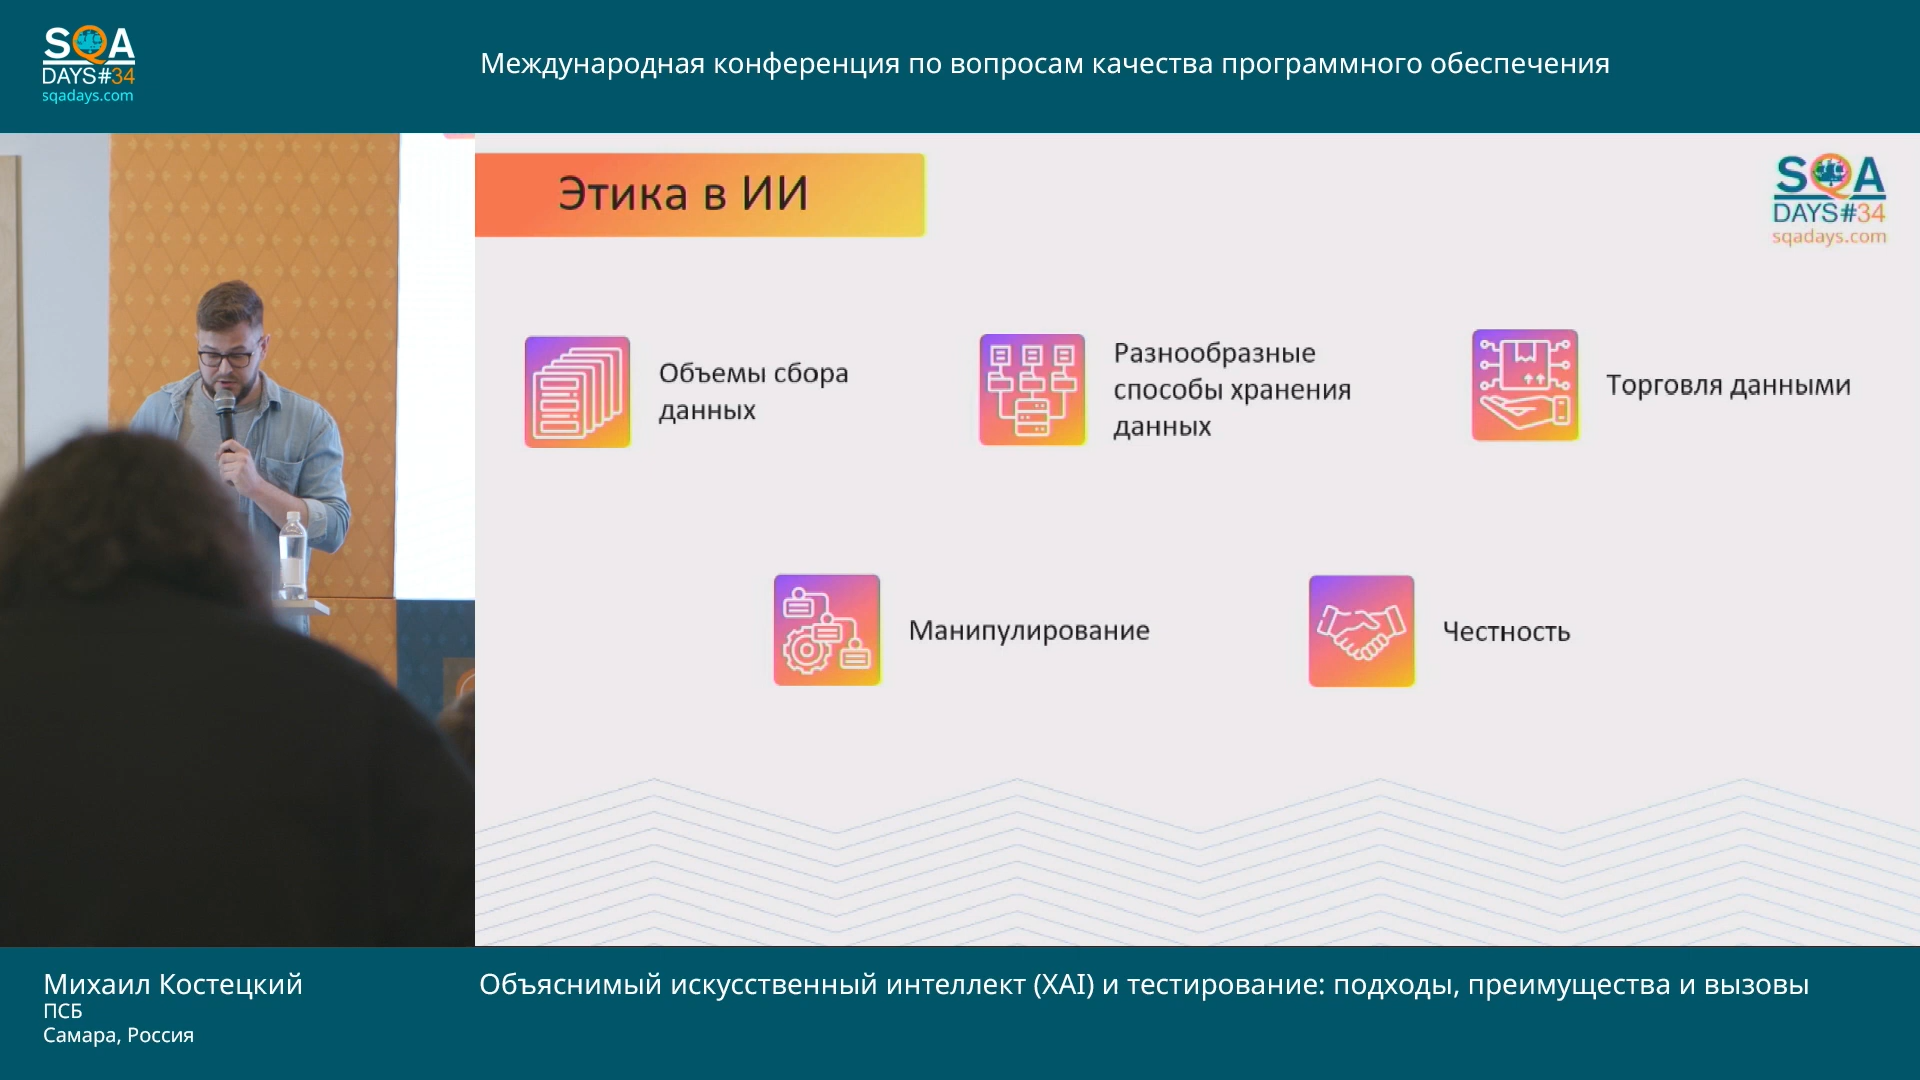 SQA
DAYS#34
sqadays.com
Международная конференция по вопросам качества программного обеспечения
Этика в ИИ
SQA
DAYS#34
sqadays.com
Объемы сбора
данных
Разнообразные
способы хранения
данных
Торговля данными
Манипулирование
Честность
Михаил Костецкий
ПСБ
Самара, Россия
Объяснимый искусственный интеллект (XAI) и тестирование: подходы, преимущества и вызовы